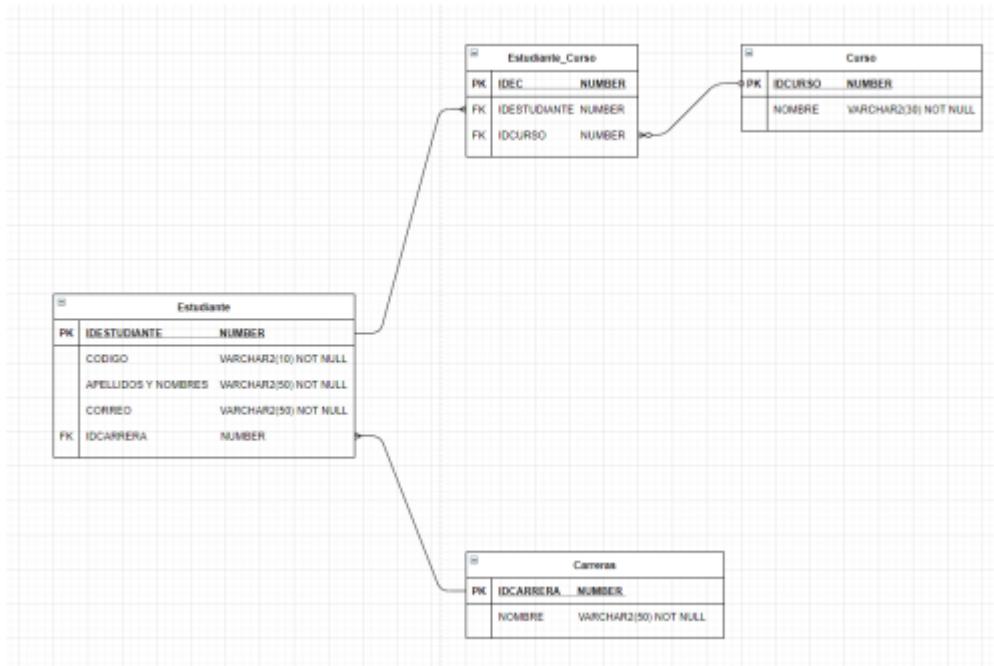 Estudiante_Curso
PK IDEC NUMBER
FK IDESTUDIANTE NUMBER
FK IDCURSO NUMBER
Curso
PK IDCURSO NUMBER
NOMBRE VARCHAR2(30) NOT NULL
Estudiante
PK IDESTUDIANTE NUMBER
CODIGO VARCHAR2(10) NOT NULL
APELLIDOS Y NOMBRES VARCHAR2(50) NOT NULL
CORREO VARCHAR2(50) NOT NULL
FK IDCARRERA NUMBER
Carreras
PK IDCARRERA NUMBER
NOMBRE VARCHAR2(50) NOT NULL